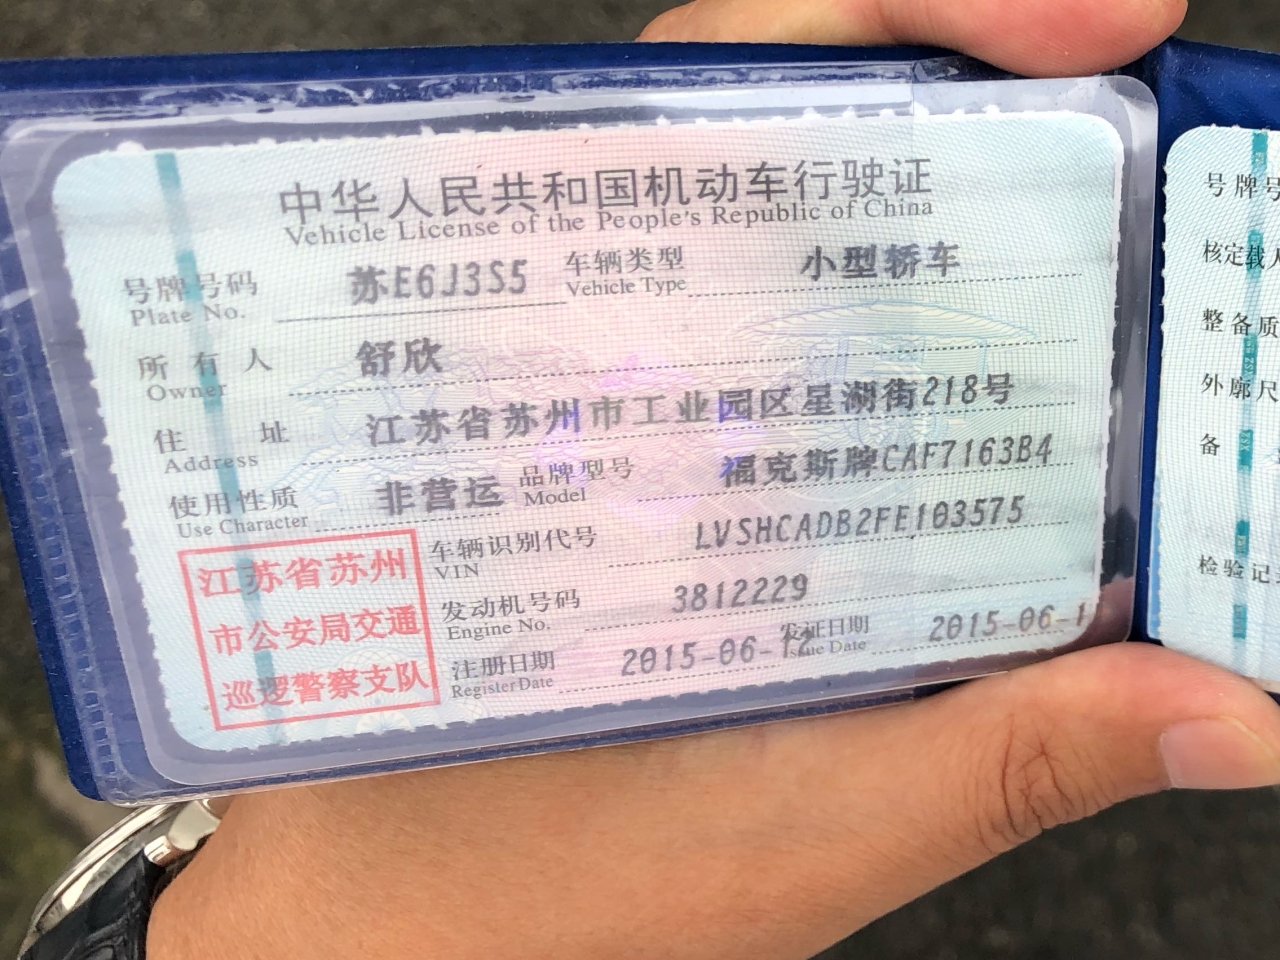 中华人民共和国机动车行驶证
Vehicle License of the People's Republic of China
号牌号码 苏E6J3S5 车辆类型 小型轿车
Plate No. Vehicle Type
所有人 舒欣
Owner
住址 江苏省苏州市工业园区星湖街218号
Address
使用性质 非营运 品牌型号 福克斯牌CAF7163B4
Use Character Model
车辆识别代号 LVSHCADB2FE103575
VIN
发动机号码 3812229
Engine No.
注册日期 2015-06-12 发证日期 2015-06-1
Register Date Issue Date
江苏省苏州
市公安局交通
巡逻警察支队
号牌号
核定载人
整备质
外廓尺
备
检验记